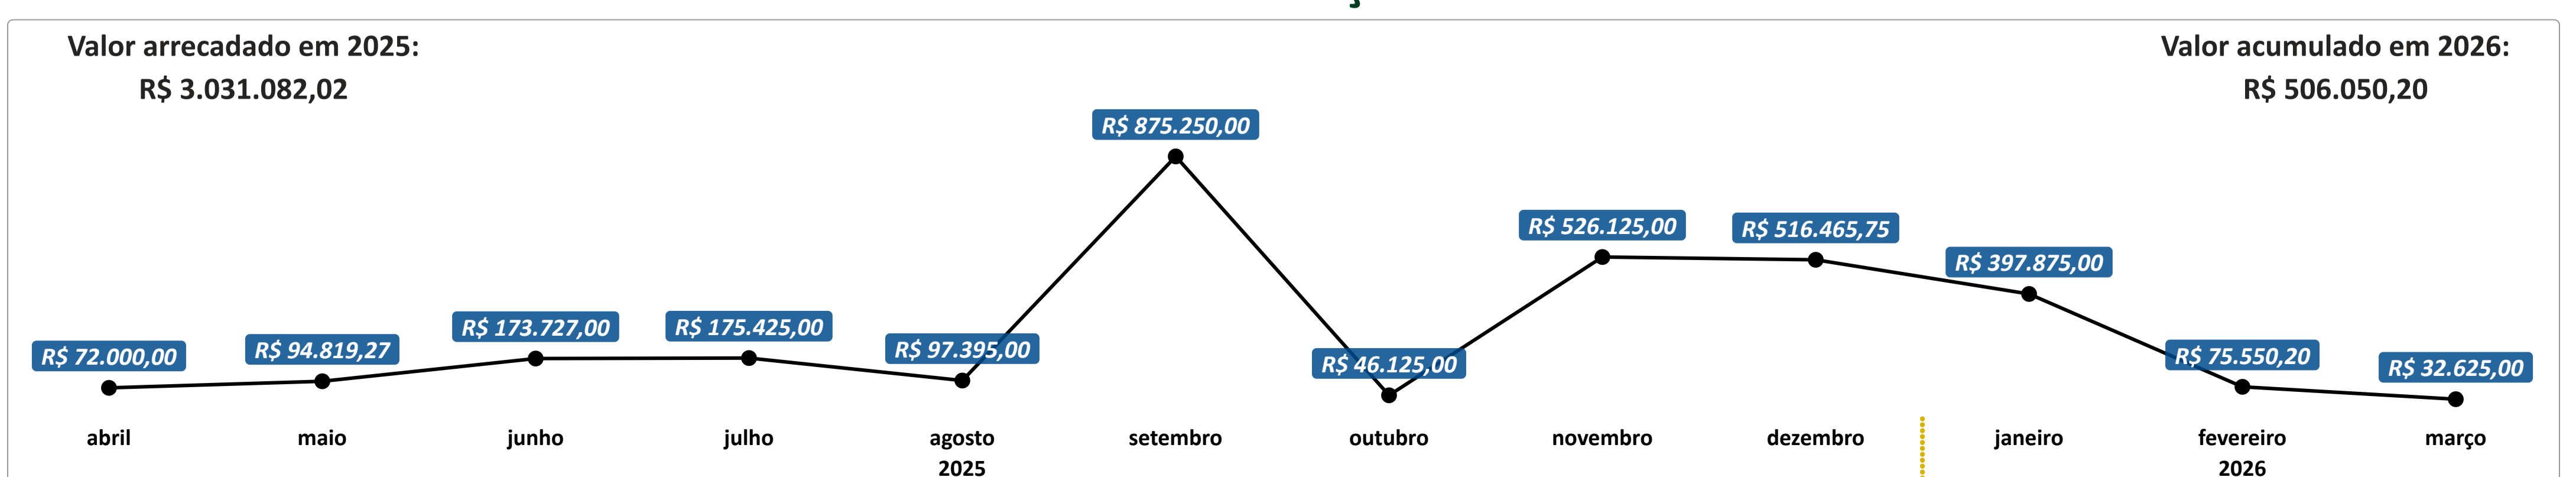 Valor arrecadado em 2025:
R$ 3.031.082,02
Valor acumulado em 2026:
R$ 506.050,20
R$ 72.000,00
R$ 94.819,27
R$ 173.727,00
R$ 175.425,00
R$ 97.395,00
R$ 875.250,00
R$ 46.125,00
R$ 526.125,00
R$ 516.465,75
R$ 397.875,00
R$ 75.550,20
R$ 32.625,00
abril maio junho julho agosto setembro outubro novembro dezembro janeiro fevereiro março
2025 2026